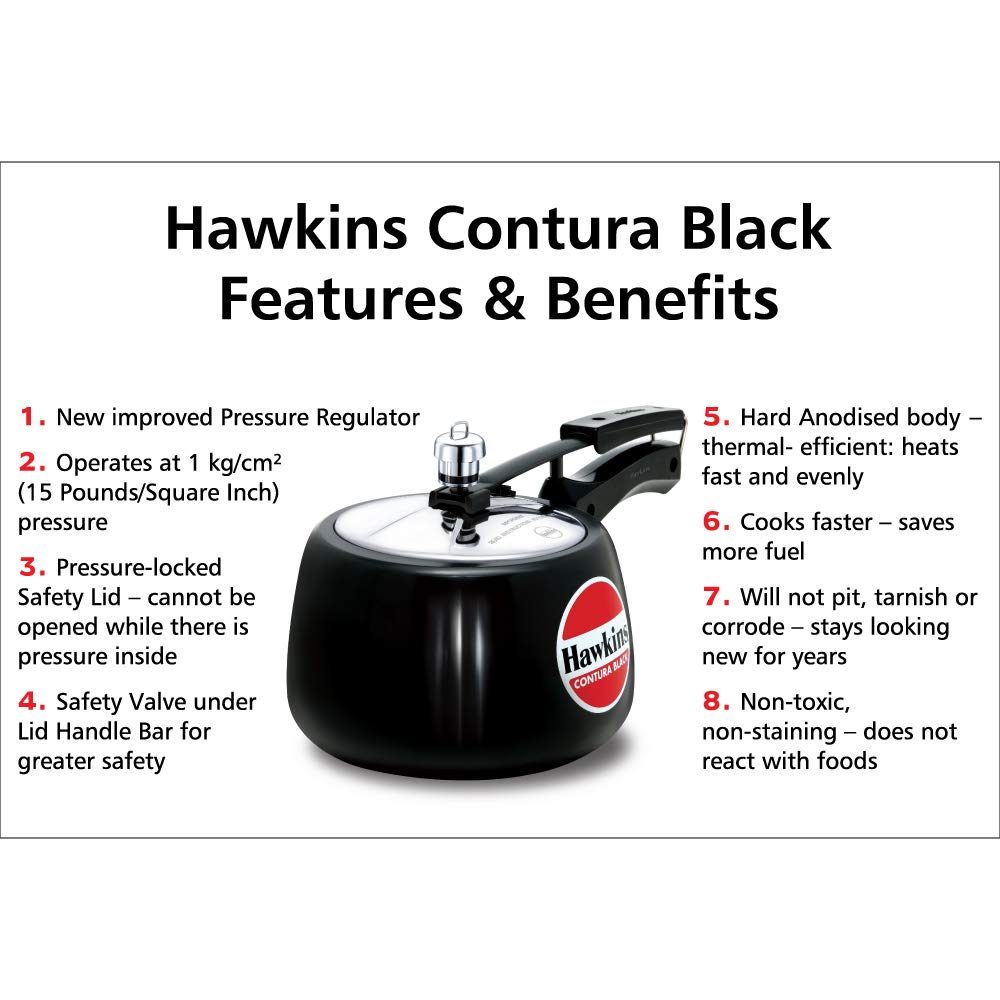 Hawkins Contura Black
Features & Benefits
1. New improved Pressure Regulator
2. Operates at 1 kg/cm²
(15 Pounds/Square Inch)
pressure
3. Pressure-locked
Safety Lid – cannot be
opened while there is
pressure inside
4. Safety Valve under
Lid Handle Bar for
greater safety
Hawkins
CONTURA BLACK
5. Hard Anodised body –
thermal- efficient: heats
fast and evenly
6. Cooks faster – saves
more fuel
7. Will not pit, tarnish or
corrode – stays looking
new for years
8. Non-toxic,
non-staining – does not
react with foods